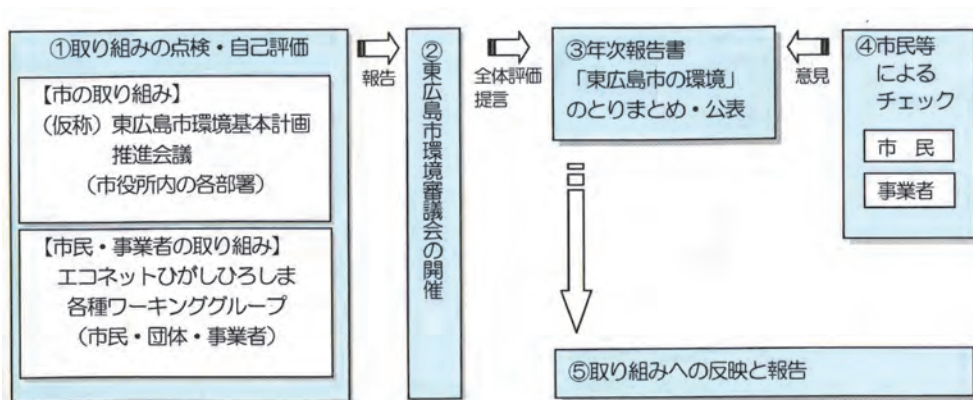 ①取り組みの点検・自己評価
【市の取り組み】
(仮称)東広島市環境基本計画
推進会議
(市役所内の各部署)
【市民・事業者の取り組み】
エコネットひがしひろしま
各種ワーキンググループ
(市民・団体・事業者)
報告
②東広島市環境審議会の開催
全体評価
提言
③年次報告書
「東広島市の環境」
のとりまとめ・公表
意見
④市民等
による
チェック
市 民
事業者
⑤取り組みへの反映と報告